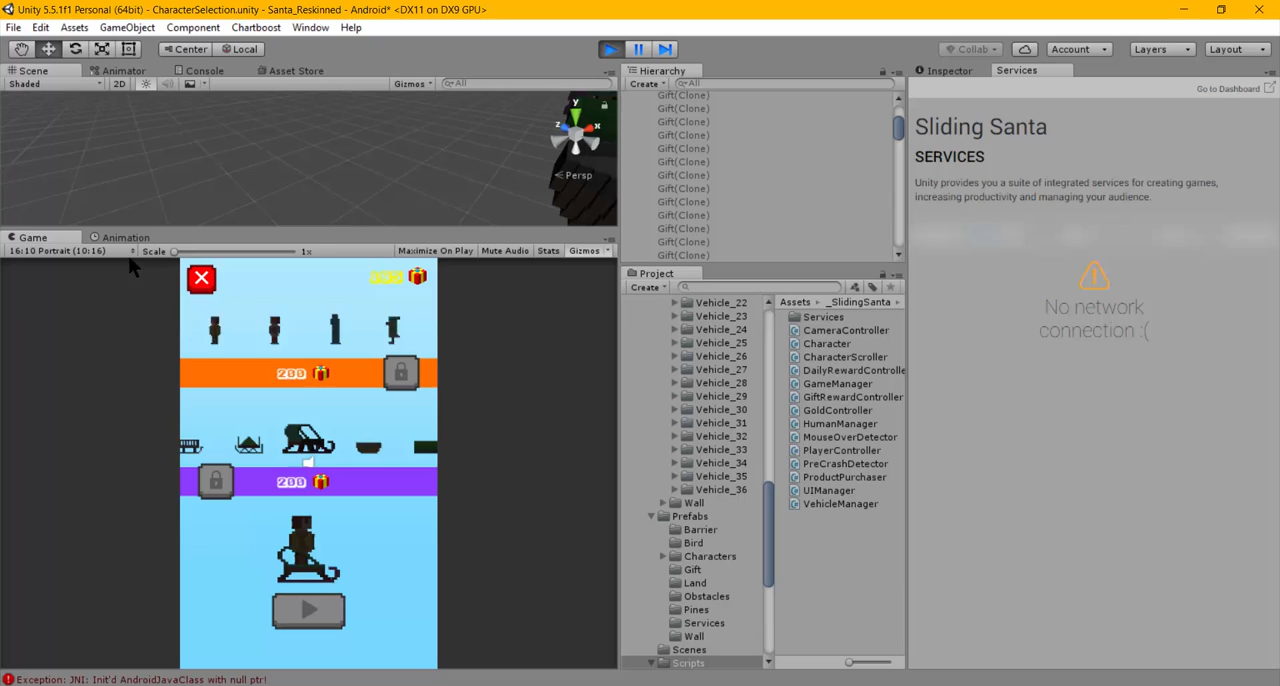 Unity 5.5.1f1 Personal (64bit) - CharacterSelection.unity - Santa_Reskinned - Android* <DX11 on DX9 GPU>
File Edit Assets GameObject Component Chartboost Window Help
Center Local Collab Account Layers Layout
Scene Animator Console Asset Store
Shaded 2D Gizmos All
y
z
x
Persp
Game Animation
16:10 Portrait (10:16) Scale 1x Maximize On Play Mute Audio Stats Gizmos
200
200
Hierarchy
Create All
Gift(Clone)
Gift(Clone)
Gift(Clone)
Gift(Clone)
Gift(Clone)
Gift(Clone)
Gift(Clone)
Gift(Clone)
Gift(Clone)
Gift(Clone)
Gift(Clone)
Gift(Clone)
Gift(Clone)
Project
Create
Vehicle_22
Vehicle_23
Vehicle_24
Vehicle_25
Vehicle_26
Vehicle_27
Vehicle_28
Vehicle_29
Vehicle_30
Vehicle_31
Vehicle_32
Vehicle_33
Vehicle_34
Vehicle_35
Vehicle_36
Wall
Prefabs
Barrier
Bird
Characters
Gift
Land
Obstacles
Pines
Services
Wall
Scenes
Scripts
Assets _SlidingSanta
Services
CameraController
Character
CharacterScroller
DailyRewardControlle
GameManager
GiftRewardController
GoldController
HumanManager
MouseOverDetector
PlayerController
PreCrashDetector
ProductPurchaser
UIManager
VehicleManager
Inspector Services
Go to Dashboard
Sliding Santa
SERVICES
Unity provides you a suite of integrated services for creating games,
increasing productivity and managing your audience.
No network
connection :(
Exception: JNI: Init'd AndroidJavaClass with null ptr!